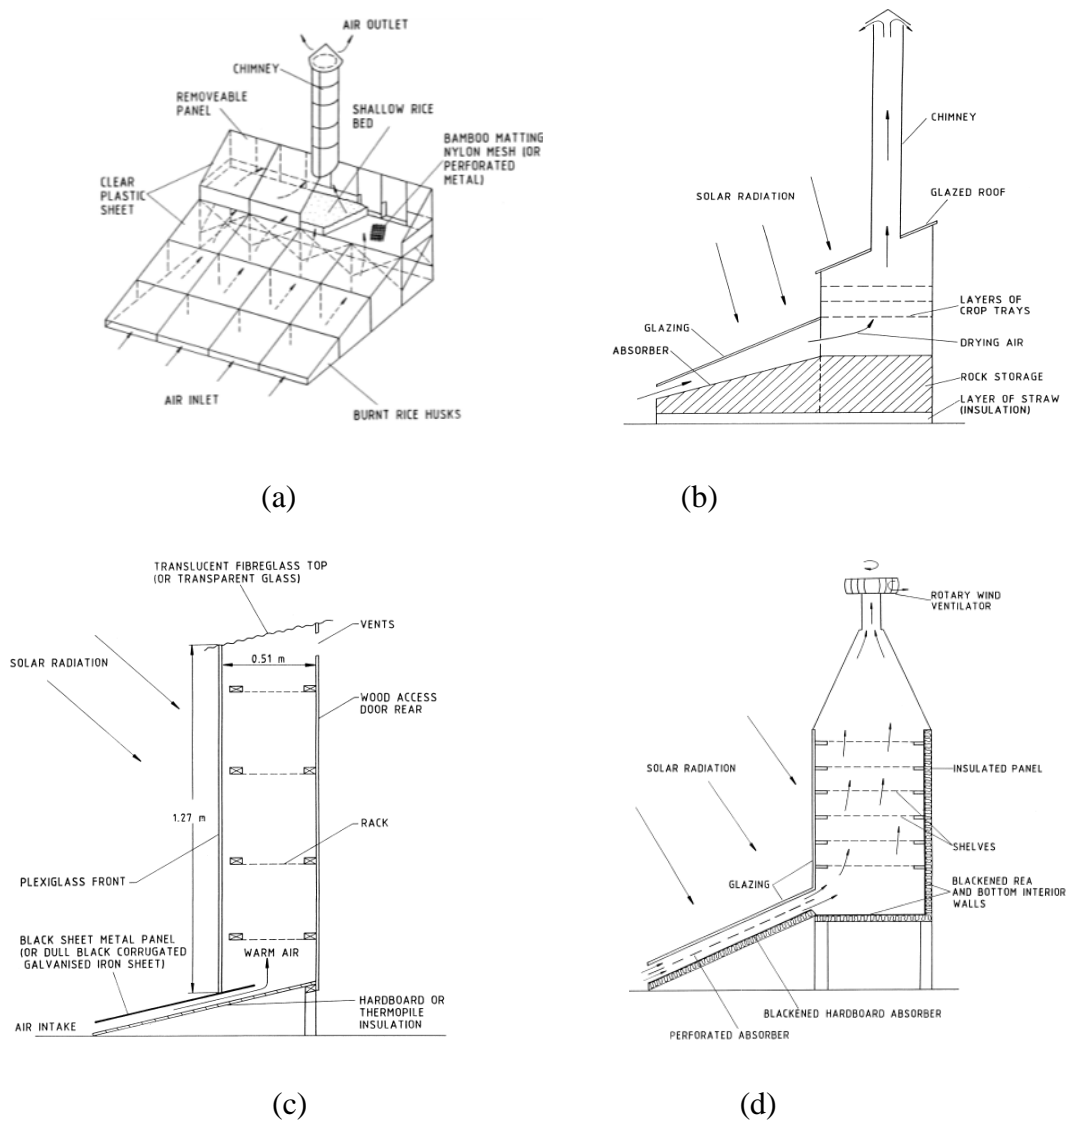 AIR OUTLET
CHIMNEY
REMOVEABLE
PANEL
SHALLOW RICE
BED
BAMBOO MATTING
NYLON MESH (OR
PERFORATED
METAL)
CLEAR
PLASTIC
SHEET
AIR INLET
BURNT RICE HUSKS
(a)
CHIMNEY
SOLAR RADIATION
GLAZED ROOF
LAYERS OF
CROP TRAYS
GLAZING
DRYING AIR
ABSORBER
ROCK STORAGE
LAYER OF STRAW
(INSULATION)
(b)
TRANSLUCENT FIBREGLASS TOP
(OR TRANSPARENT GLASS)
VENTS
0.51 m
SOLAR RADIATION
WOOD ACCESS
DOOR REAR
1.27 m
RACK
PLEXIGLASS FRONT
BLACK SHEET METAL PANEL
(OR DULL BLACK CORRUGATED
GALVANISED IRON SHEET)
WARM AIR
HARDBOARD OR
THERMOPILE
INSULATION
AIR INTAKE
(c)
ROTARY WIND
VENTILATOR
SOLAR RADIATION
INSULATED PANEL
SHELVES
GLAZING
BLACKENED REA
AND BOTTOM INTERIOR
WALLS
BLACKENED HARDBOARD ABSORBER
PERFORATED ABSORBER
(d)